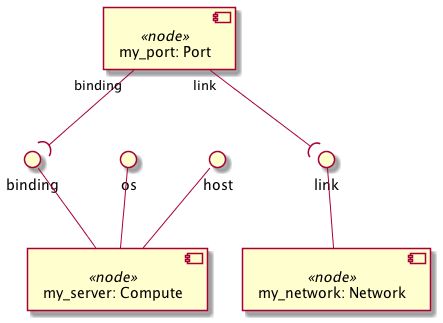 «node»
my_port: Port
binding
link
binding
os
host
link
«node»
my_server: Compute
«node»
my_network: Network